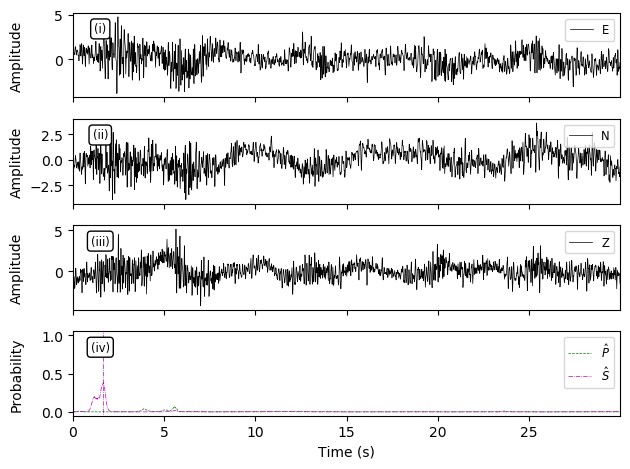 5
0
Amplitude
(i)
E
2.5
0.0
−2.5
Amplitude
(ii)
N
5
0
Amplitude
(iii)
Z
1.0
0.5
0.0
Probability
(iv)
P̂
Ŝ
0 5 10 15 20 25
Time (s)